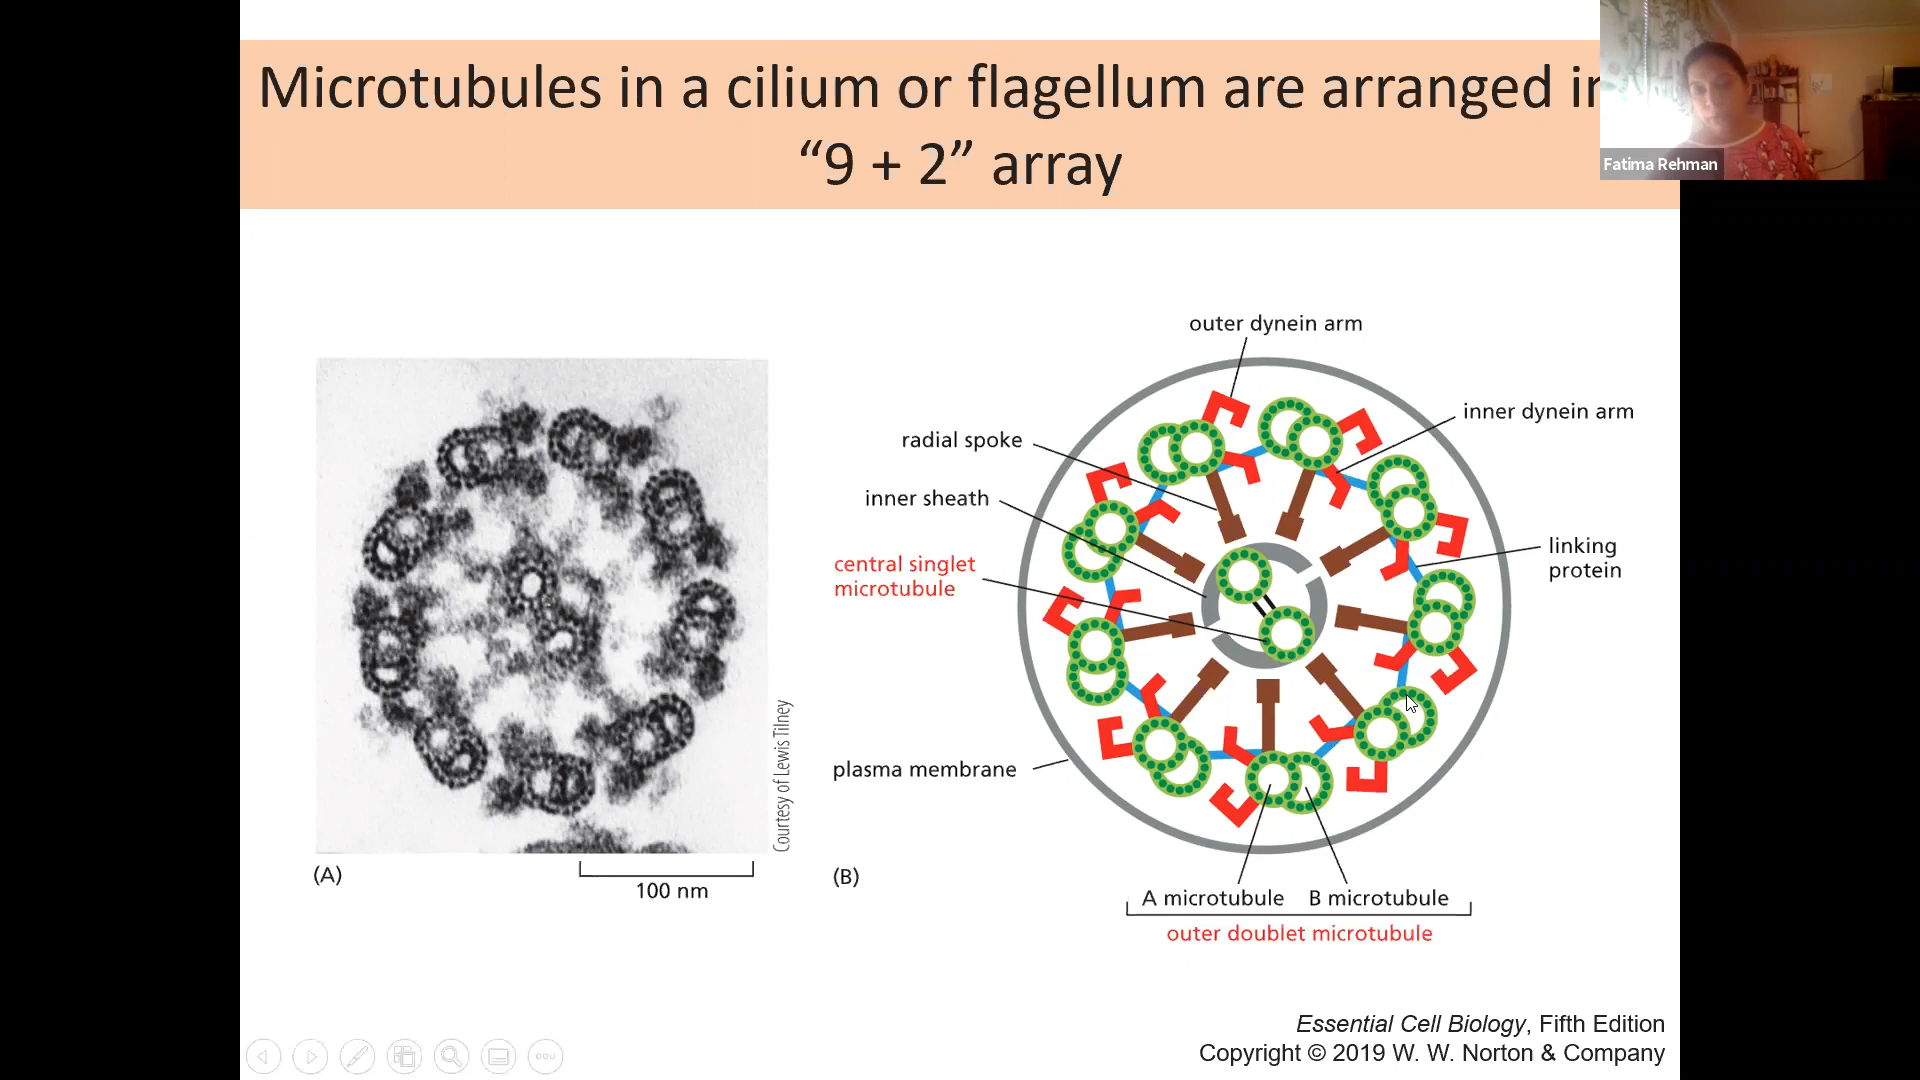 Microtubules in a cilium or flagellum are arranged in
“9 + 2” array
Fatima Rehman
outer dynein arm
inner dynein arm
radial spoke
inner sheath
central singlet
microtubule
linking
protein
plasma membrane
Courtesy of Lewis Tilney
(A)
100 nm
(B)
A microtubule B microtubule
outer doublet microtubule
Essential Cell Biology, Fifth Edition
Copyright © 2019 W. W. Norton & Company